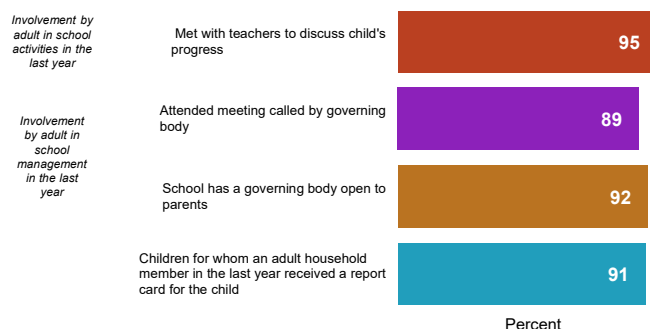 Involvement by
adult in school
activities in the
last year
Met with teachers to discuss child's
progress
95
Involvement
by adult in
school
management
in the last
year
Attended meeting called by governing
body
89
School has a governing body open to
parents
92
Children for whom an adult household
member in the last year received a report
card for the child
91
Percent